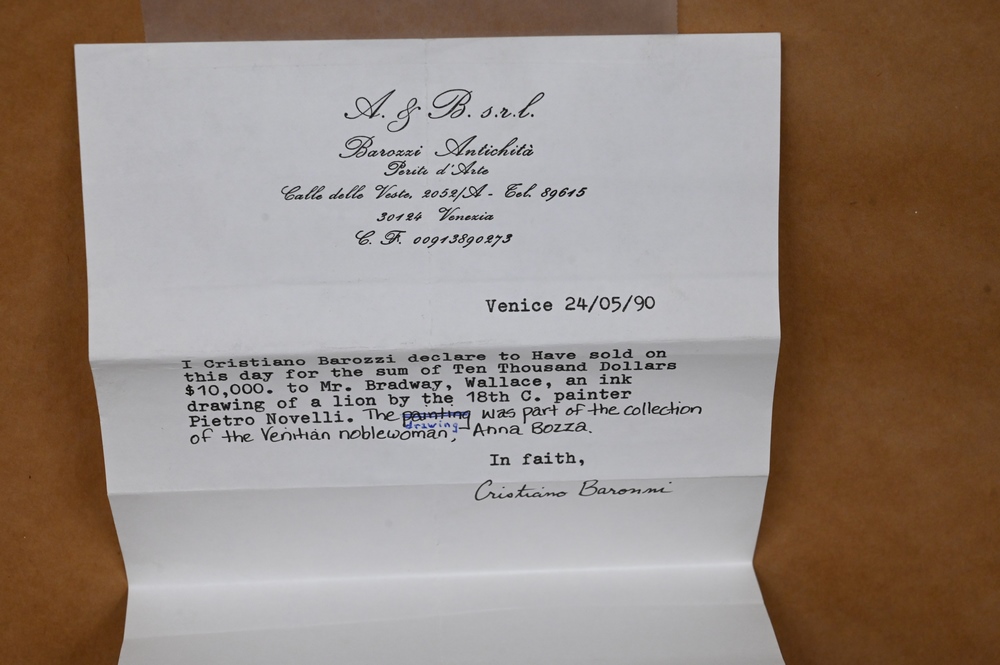 A. & B. s.r.l.
Barozzi Antichità
Periti d'Arte
Calle delle Veste, 2052/A - Tel. 89615
30124 Venezia
C. F. 00913890273
Venice 24/05/90
I Cristiano Barozzi declare to Have sold on
this day for the sum of Ten Thousand Dollars
$10,000. to Mr. Bradway, Wallace, an ink
drawing of a lion by the 18th C. painter
Pietro Novelli. The painting was part of the collection
drawing
of the Venitian noblewoman, Anna Bozza.
In faith,
Cristiano Baronni